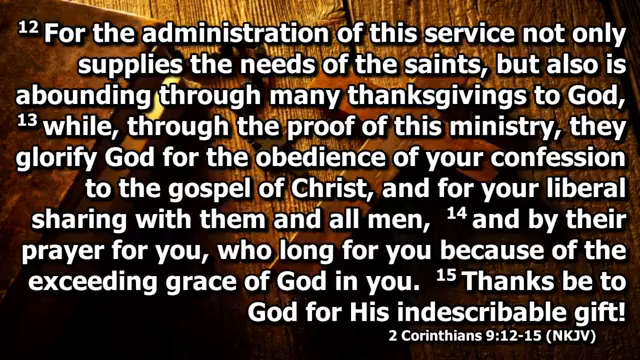 12 For the administration of this service not only
supplies the needs of the saints, but also is
abounding through many thanksgivings to God,
13 while, through the proof of this ministry, they
glorify God for the obedience of your confession
to the gospel of Christ, and for your liberal
sharing with them and all men, 14 and by their
prayer for you, who long for you because of the
exceeding grace of God in you. 15 Thanks be to
God for His indescribable gift!
2 Corinthians 9:12-15 (NKJV)